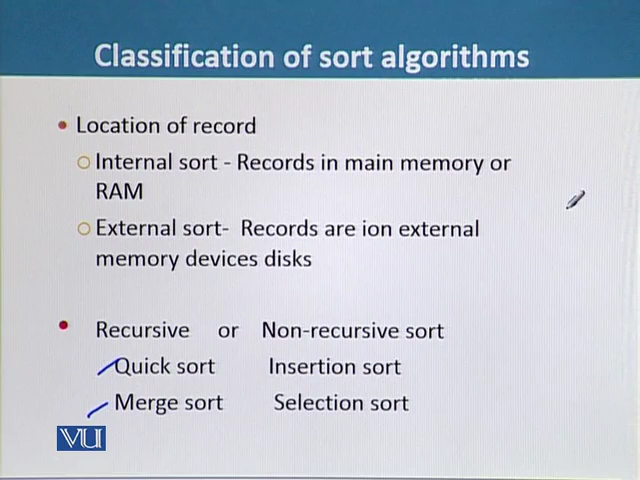 Classification of sort algorithms
• Location of record
○ Internal sort - Records in main memory or
RAM
○ External sort- Records are ion external
memory devices disks
• Recursive or Non-recursive sort
Quick sort Insertion sort
Merge sort Selection sort
VU